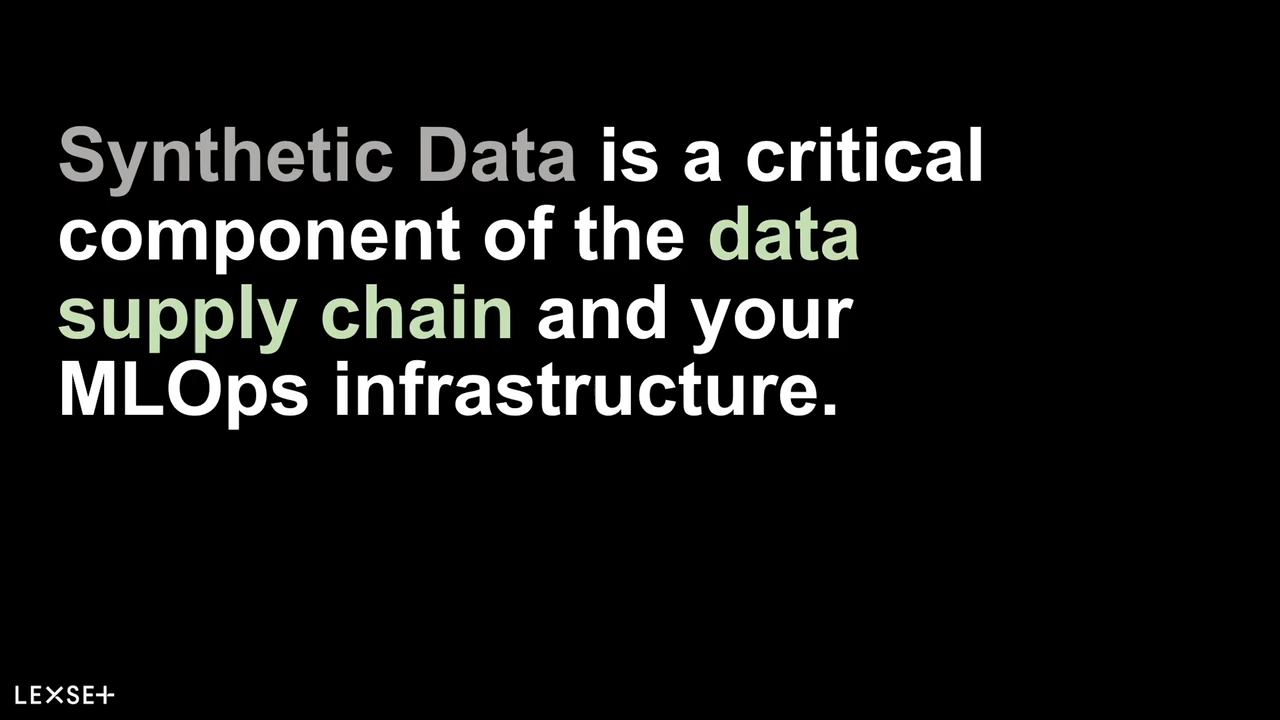 Synthetic Data is a critical
component of the data
supply chain and your
MLOps infrastructure.
LEXSET